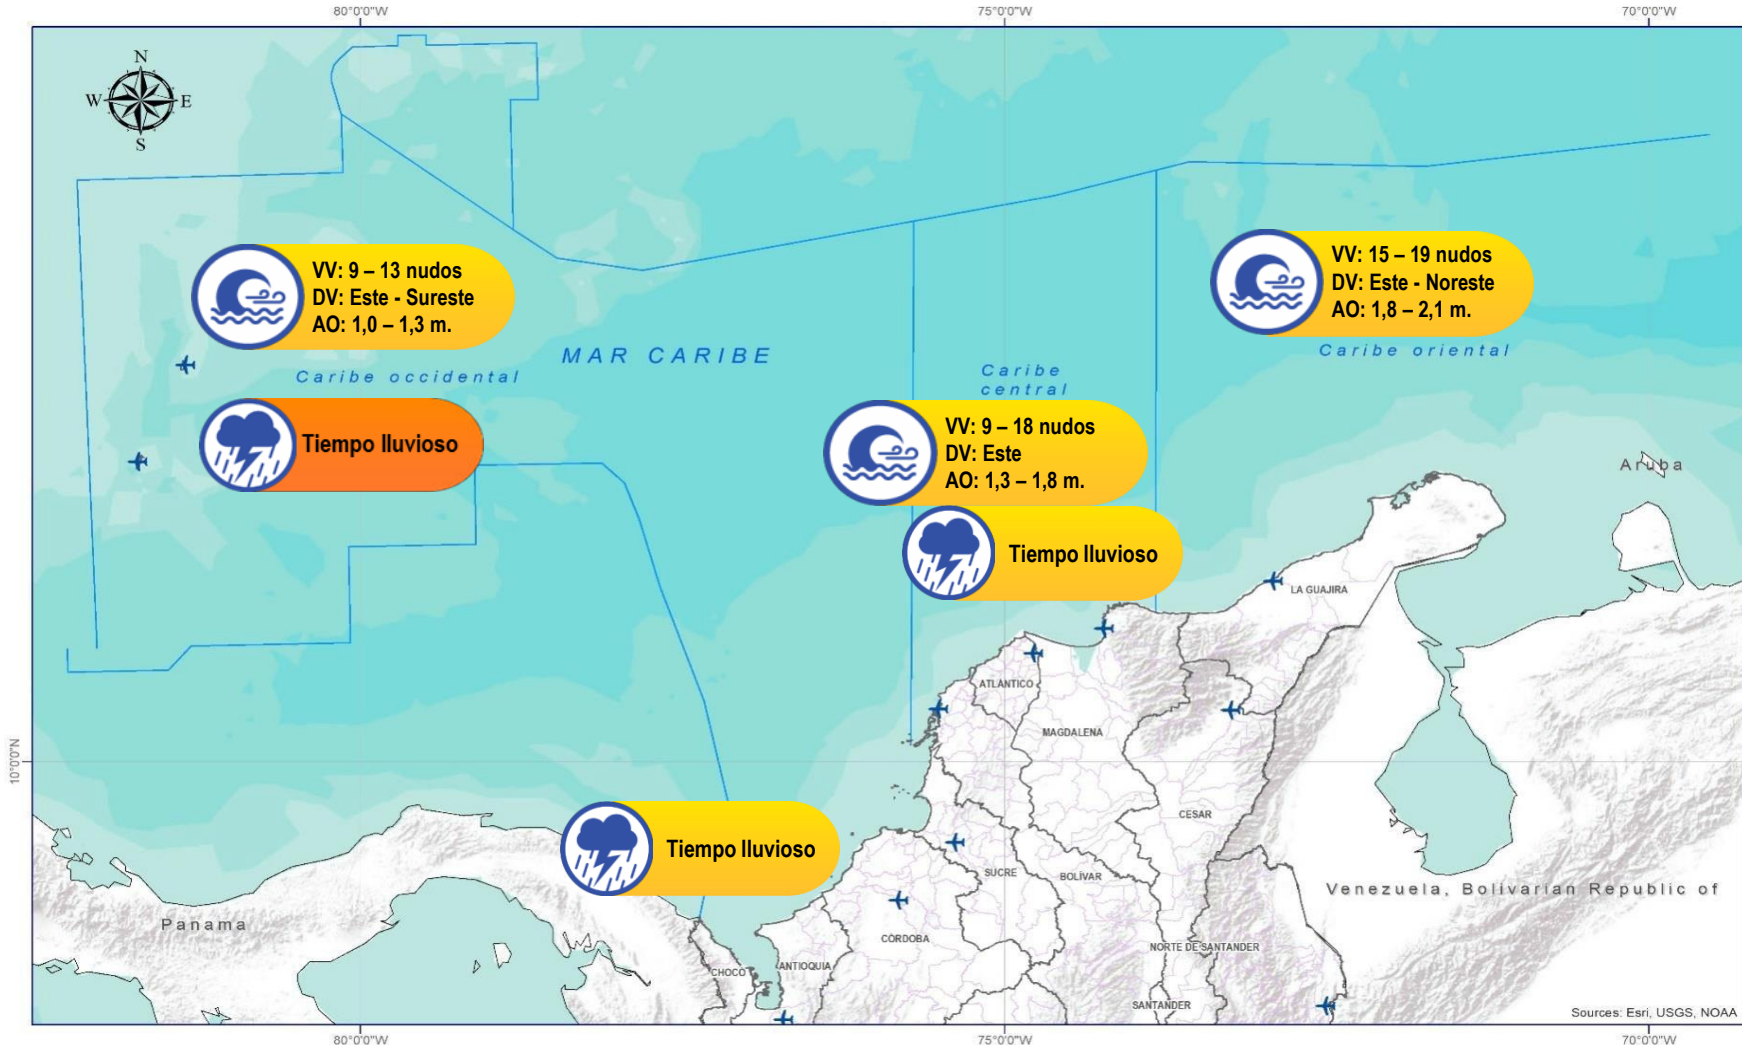 80°0'0"W
75°0'0"W
70°0'0"W
N
W
E
S
VV: 9 – 13 nudos
DV: Este - Sureste
AO: 1,0 – 1,3 m.
VV: 15 – 19 nudos
DV: Este - Noreste
AO: 1,8 – 2,1 m.
MAR CARIBE
Caribe oriental
Caribe occidental
Caribe
central
Tiempo lluvioso
VV: 9 – 18 nudos
DV: Este
AO: 1,3 – 1,8 m.
Aruba
Tiempo lluvioso
LA GUAJIRA
ATLÁNTICO
MAGDALENA
10°0'0"N
CESAR
Tiempo lluvioso
SUCRE
BOLÍVAR
Venezuela, Bolivarian Republic of
Panama
CÓRDOBA
NORTE DE SANTANDER
CHOCÓ
ANTIOQUIA
SANTANDER
Sources: Esri, USGS, NOAA
80°0'0"W
75°0'0"W
70°0'0"W